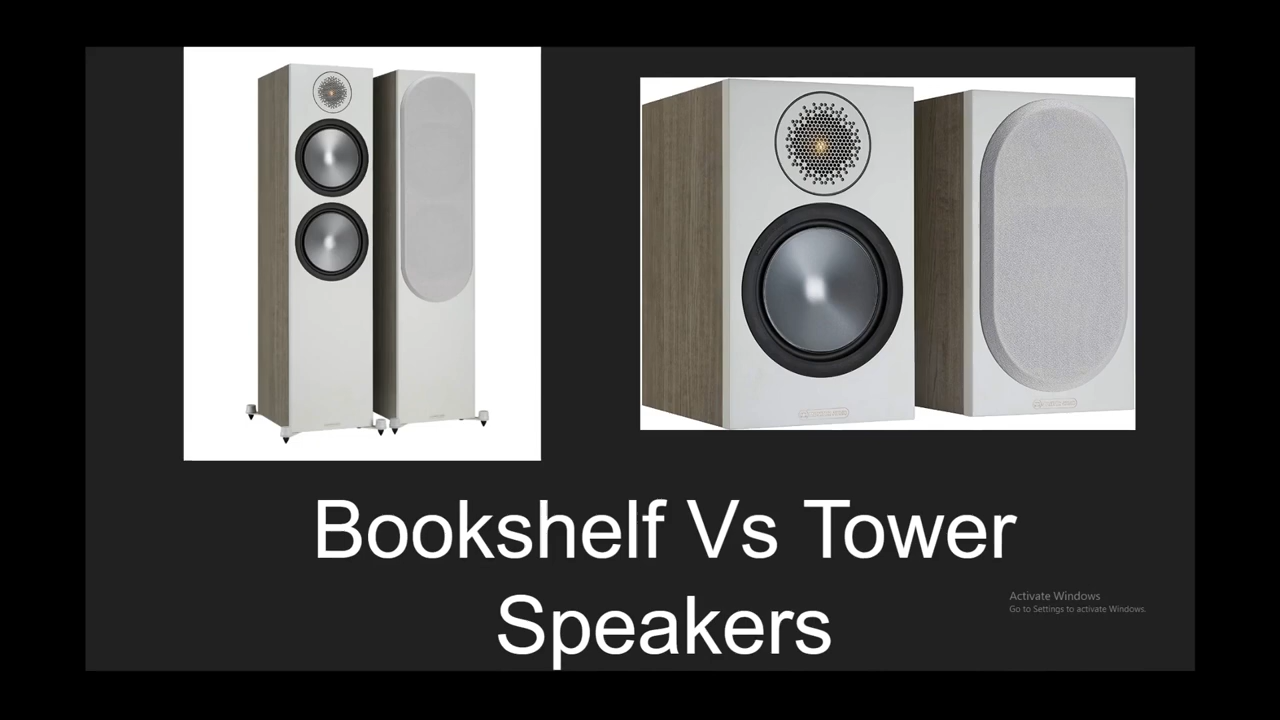 Bookshelf Vs Tower
Speakers
Activate Windows
Go to Settings to activate Windows.